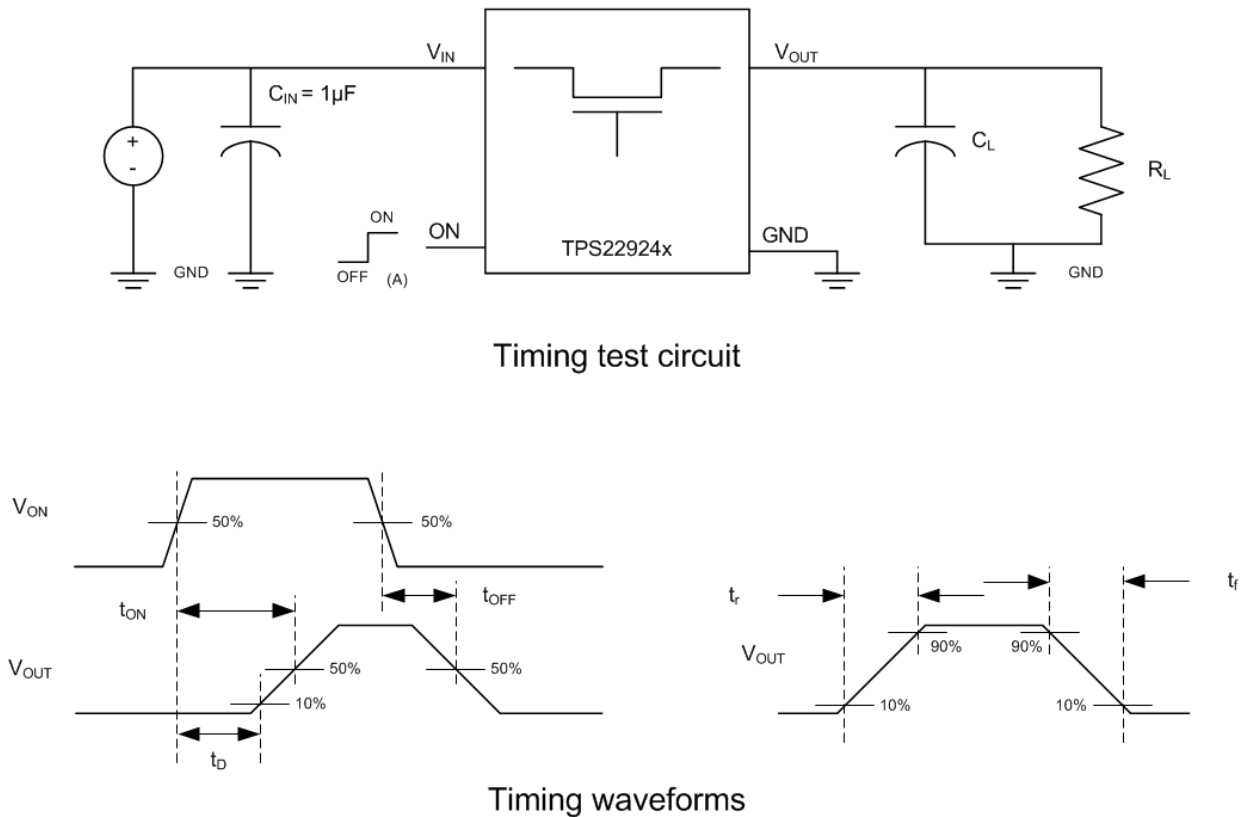 V_IN
V_OUT
C_IN = 1µF
+
-
C_L
R_L
ON
ON
GND
TPS22924x
GND
OFF
(A)
GND
Timing test circuit
V_ON
50%
50%
t_ON
t_OFF
t_r
t_f
V_OUT
50%
50%
V_OUT
90%
90%
10%
10%
10%
t_D
Timing waveforms